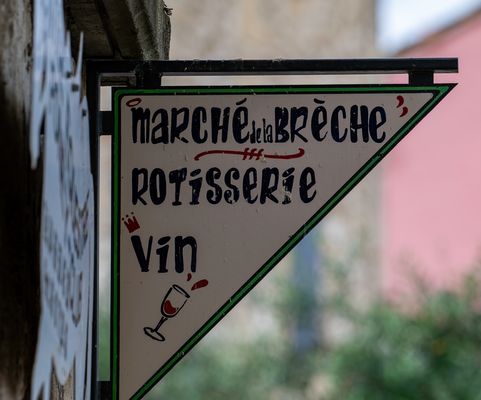 MARCHÉ de la BRÈCHE
ROTISSERIE
Vin